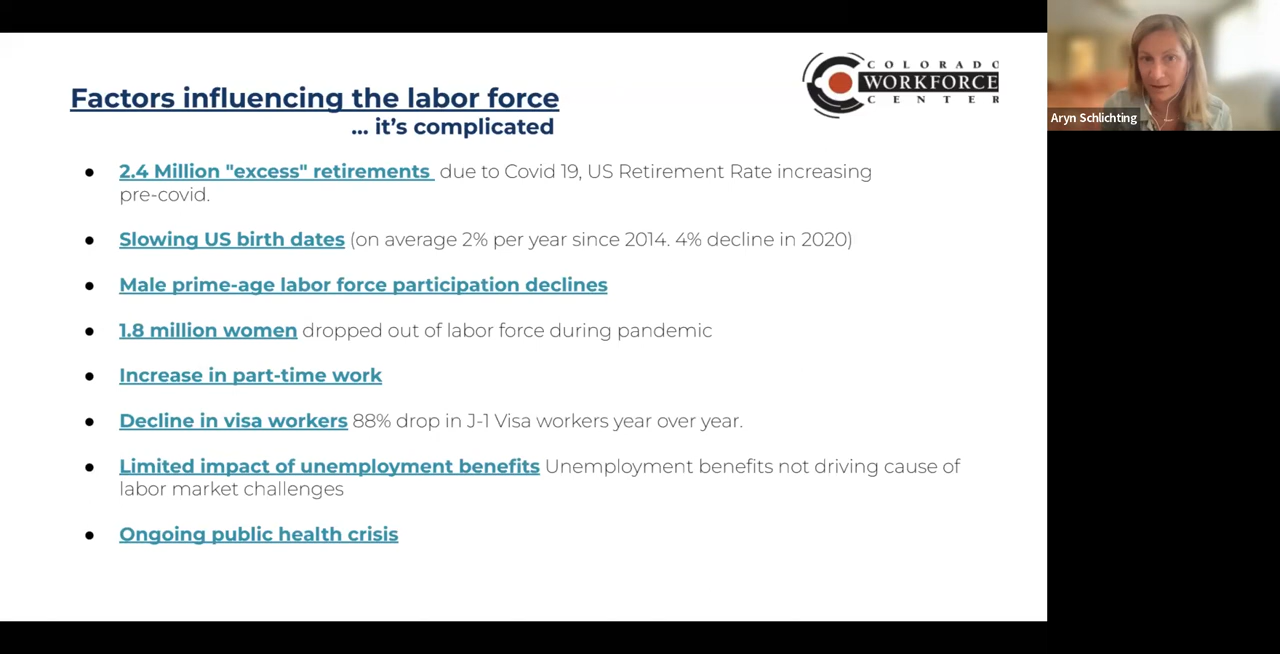 Factors influencing the labor force
... it's complicated
COLORADO
WORKFORCE
CENTER
Aryn Schlichting
● 2.4 Million "excess" retirements due to Covid 19, US Retirement Rate increasing
pre-covid.
● Slowing US birth dates (on average 2% per year since 2014. 4% decline in 2020)
● Male prime-age labor force participation declines
● 1.8 million women dropped out of labor force during pandemic
● Increase in part-time work
● Decline in visa workers 88% drop in J-1 Visa workers year over year.
● Limited impact of unemployment benefits Unemployment benefits not driving cause of
labor market challenges
● Ongoing public health crisis